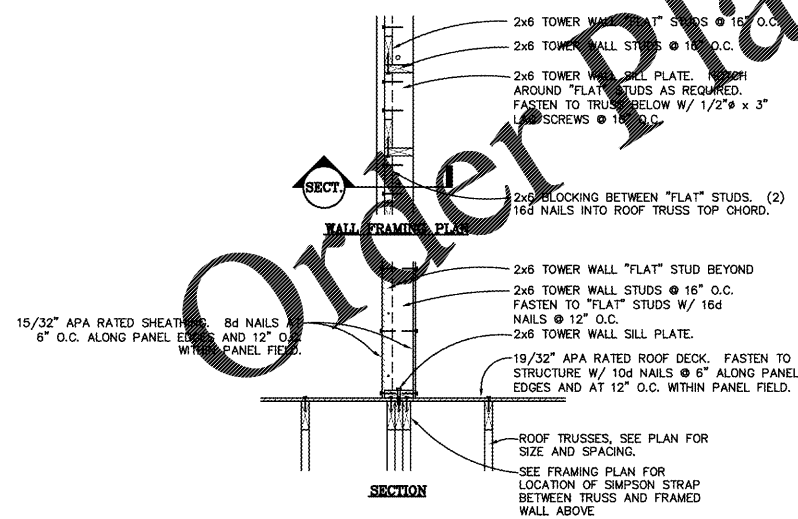 2x6 TOWER WALL "FLAT" STUDS @ 16" O.C.
2x6 TOWER WALL STUDS @ 16" O.C.
2x6 TOWER WALL SILL PLATE. NOTCH
AROUND "FLAT" STUDS AS REQUIRED.
FASTEN TO TRUSS BELOW W/ 1/2"ø x 3"
LAG SCREWS @ 16" O.C.
SECT.
2x6 BLOCKING BETWEEN "FLAT" STUDS. (2)
16d NAILS INTO ROOF TRUSS TOP CHORD.
WALL FRAMING PLAN
2x6 TOWER WALL "FLAT" STUD BEYOND
2x6 TOWER WALL STUDS @ 16" O.C.
FASTEN TO "FLAT" STUDS W/ 16d
NAILS @ 12" O.C.
2x6 TOWER WALL SILL PLATE.
15/32" APA RATED SHEATHING. 8d NAILS AT
6" O.C. ALONG PANEL EDGES AND 12" O.C.
WITHIN PANEL FIELD.
19/32" APA RATED ROOF DECK. FASTEN TO
STRUCTURE W/ 10d NAILS @ 6" ALONG PANEL
EDGES AND AT 12" O.C. WITHIN PANEL FIELD.
ROOF TRUSSES, SEE PLAN FOR
SIZE AND SPACING.
SEE FRAMING PLAN FOR
LOCATION OF SIMPSON STRAP
BETWEEN TRUSS AND FRAMED
WALL ABOVE
SECTION
Order Pla